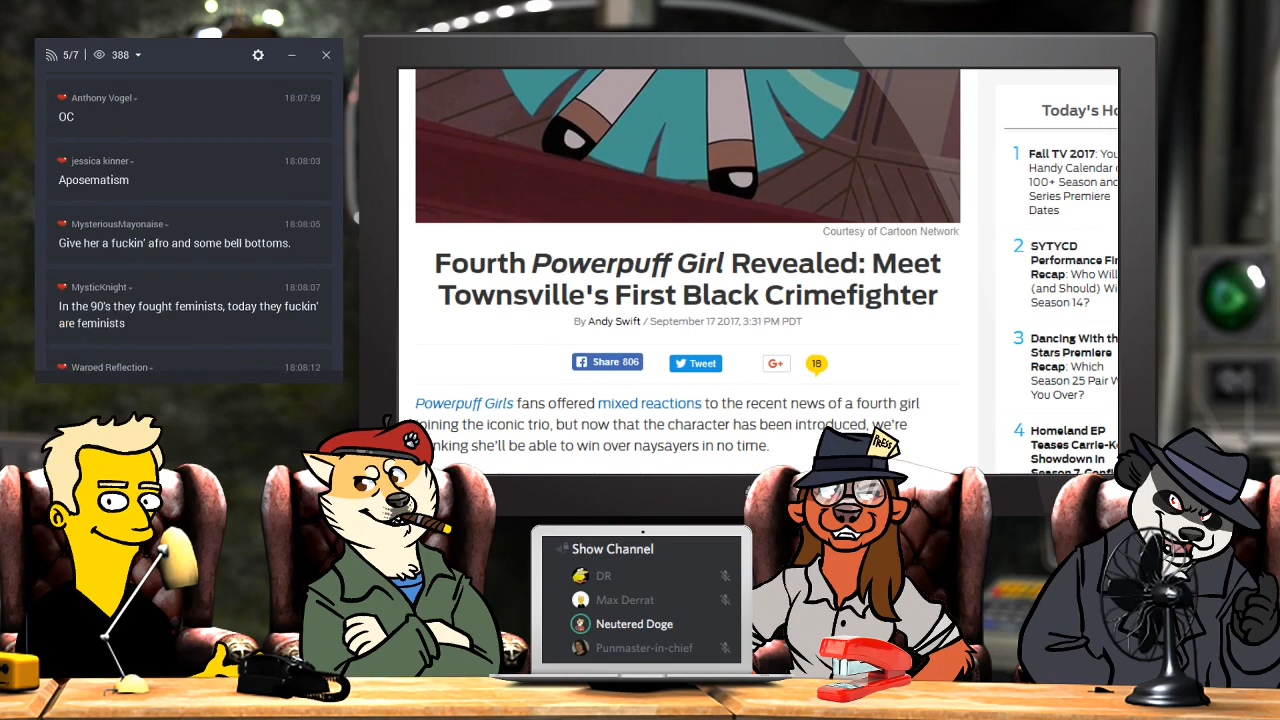 5/7 | 388
Anthony Vogel 18:07:59
OC
jessica kinner 18:08:03
Aposematism
MysteriousMayonaise 18:08:05
Give her a fuckin' afro and some bell bottoms.
MysticKnight 18:08:07
In the 90's they fought feminists, today they fuckin'
are feminists
Warped Reflection 18:08:12
Courtesy of Cartoon Network
Fourth Powerpuff Girl Revealed: Meet
Townsville's First Black Crimefighter
By Andy Swift / September 17 2017, 3:31 PM PDT
Share 806
Tweet
G+
18
Powerpuff Girls fans offered mixed reactions to the recent news of a fourth girl
joining the iconic trio, but now that the character has been introduced, we're
thinking she'll be able to win over naysayers in no time.
Today's Ho
1 Fall TV 2017: You
Handy Calendar
100+ Season and
Series Premiere
Dates
2 SYTYCD
Performance Fin
Recap: Who Will
(and Should) Wi
Season 14?
3 Dancing With th
Stars Premiere
Recap: Which
Season 25 Pair W
You Over?
4 Homeland EP
Teases Carrie-K
Showdown In
PRESS
Show Channel
DR
Max Derrat
Neutered Doge
Punmaster-in-chief